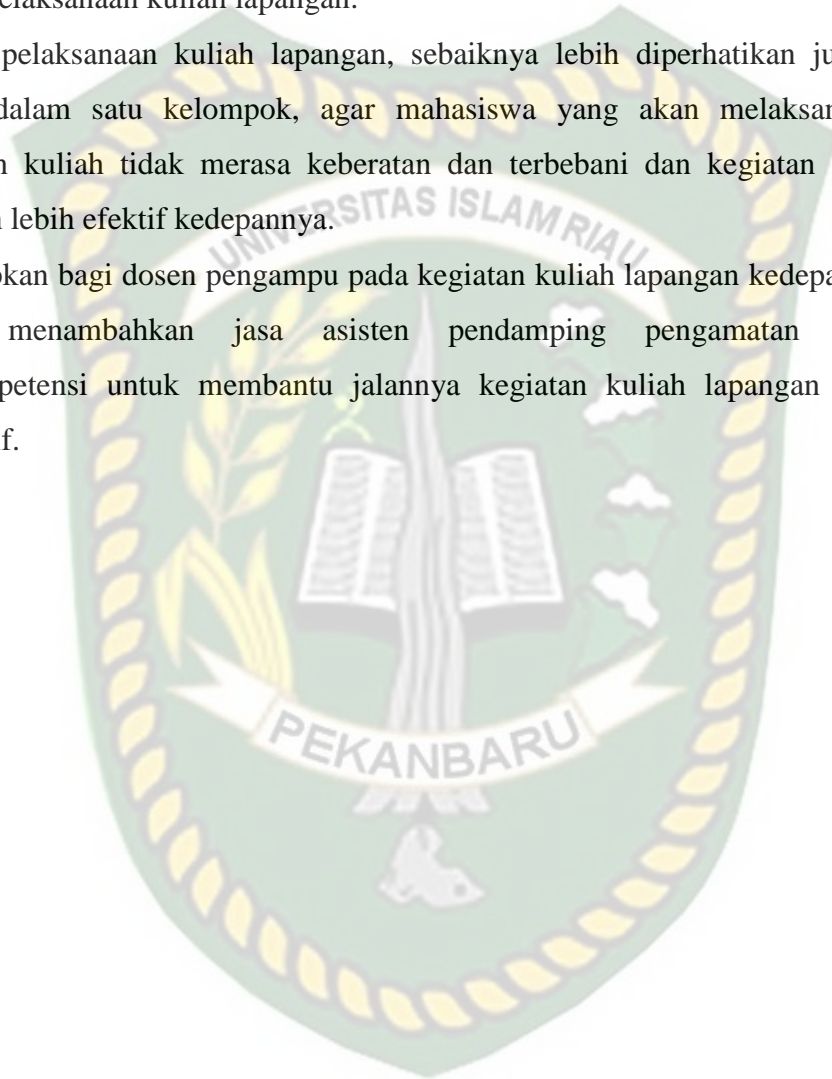 elaksanaan kuliah lapangan.
pelaksanaan kuliah lapangan, sebaiknya lebih diperhatikan ju
dalam satu kelompok, agar mahasiswa yang akan melaksan
kuliah tidak merasa keberatan dan terbebani dan kegiatan
lebih efektif kedepannya.
kan bagi dosen pengampu pada kegiatan kuliah lapangan kedepa
menambahkan jasa asisten pendamping pengamatan
petensi untuk membantu jalannya kegiatan kuliah lapangan
f.
UNIVERSITAS ISLAM RIAU
PEKANBARU